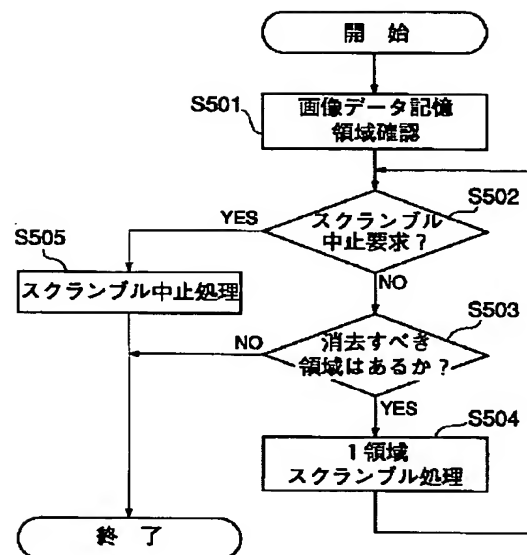 開 始
S501
画像データ記憶
領域確認
S502
スクランブル
中止要求？
YES
NO
S505
スクランブル中止処理
S503
消去すべき
領域はあるか？
NO
YES
S504
1領域
スクランブル処理
終 了